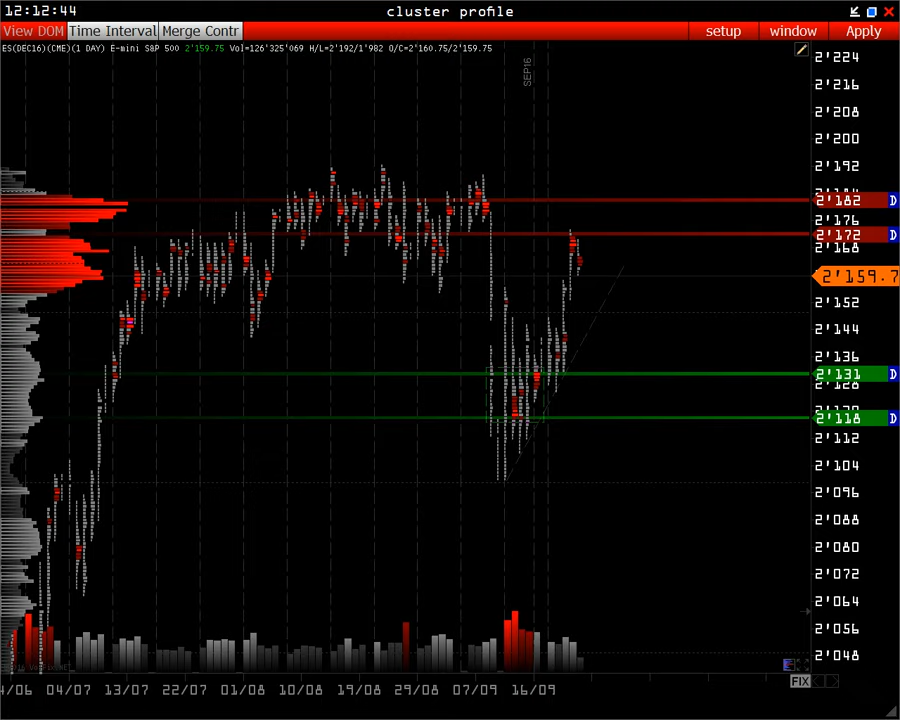 12:12:44 cluster profile
View DOM Time Interval Merge Contr setup window Apply
ES(DEC16)(CME)(1 DAY) E-mini S&P 500 2'159.75 Vol=126'325'069 H/L=2'192/1'982 O/C=2'160.75/2'159.75
SEP16
2'224
2'216
2'208
2'200
2'192
2'182 D
2'176
2'172 D
2'168
2'159.7
2'152
2'144
2'136
2'131 D
2'128
2'118 D
2'112
2'104
2'096
2'088
2'080
2'072
2'064
2'056
2'048
FIX
4/06 04/07 13/07 22/07 01/08 10/08 19/08 29/08 07/09 16/09